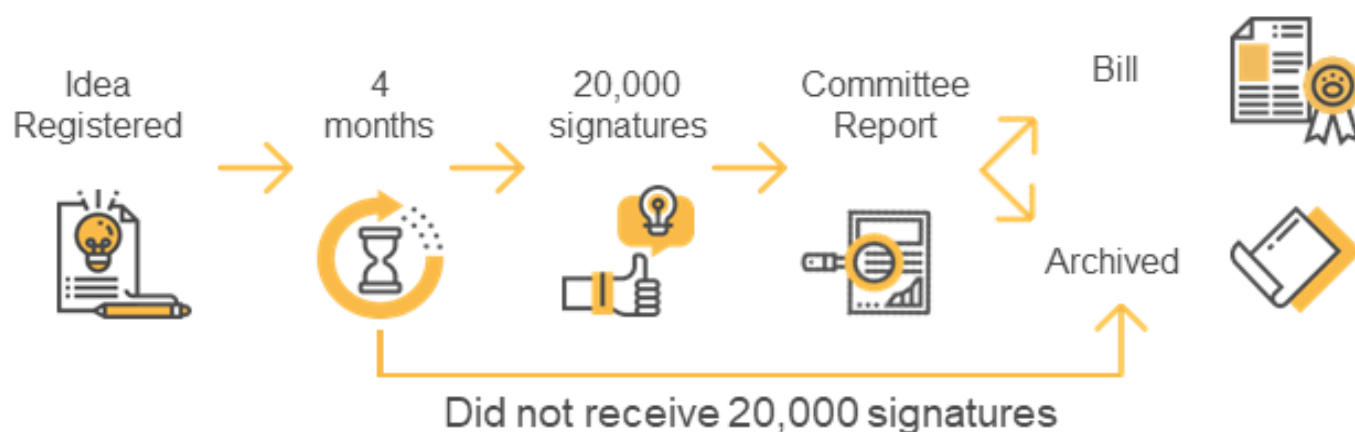 Idea
Registered
4
months
20,000
signatures
Committee
Report
Bill
Archived
Did not receive 20,000 signatures